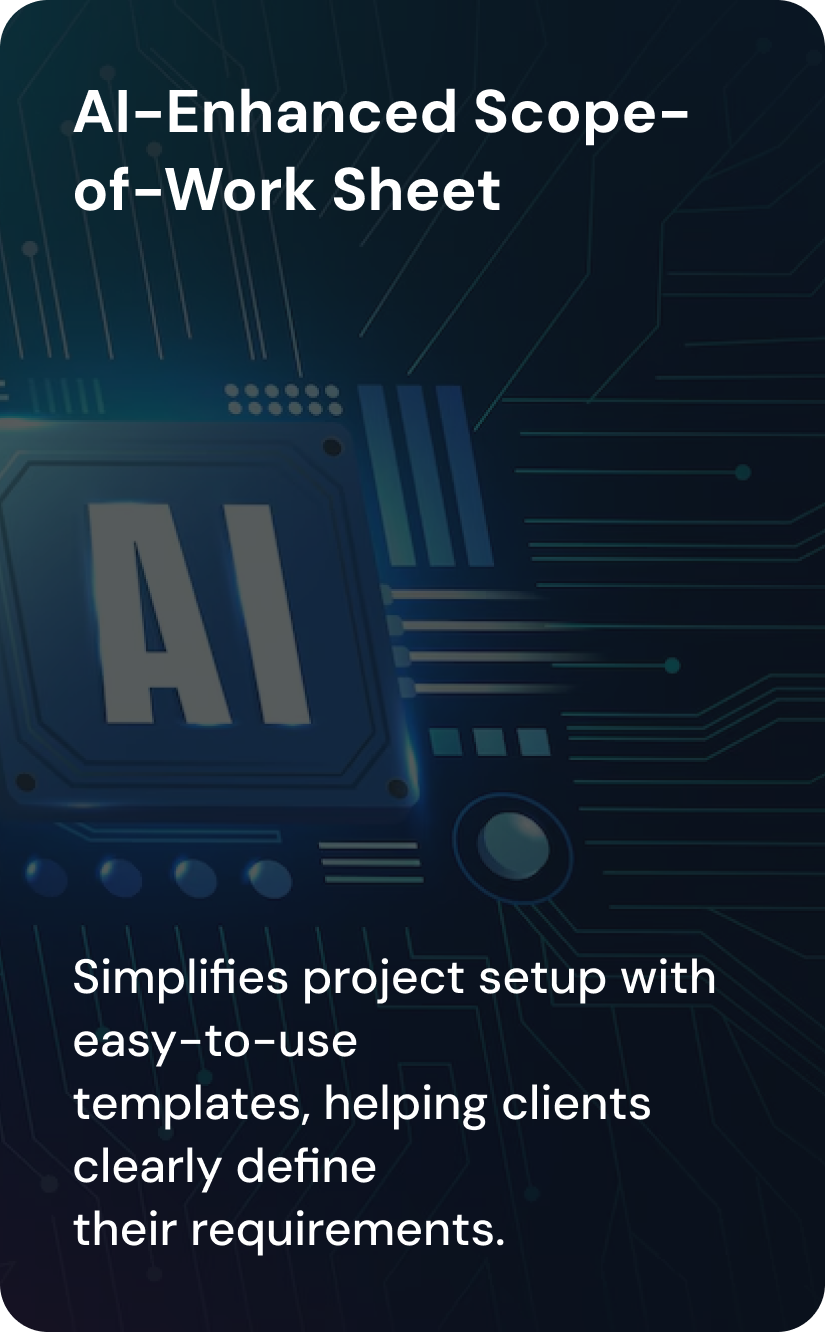 AI-Enhanced Scope-
of-Work Sheet
AI
Simplifies project setup with
easy-to-use
templates, helping clients
clearly define
their requirements.